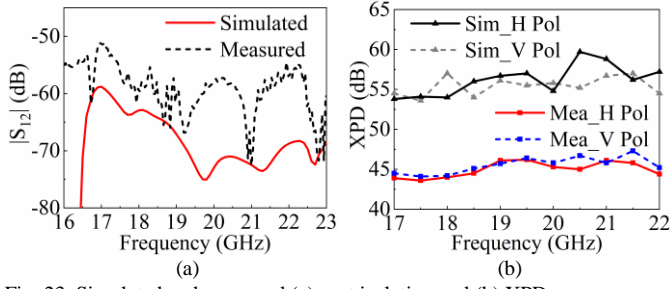 -50
-60
-70
-80
|S12| (dB)
Simulated
Measured
16 17 18 19 20 21 22 23
Frequency (GHz)
(a)
65
60
55
50
45
40
XPD (dB)
Sim_H Pol
Sim_V Pol
Mea_H Pol
Mea_V Pol
17 18 19 20 21 22
Frequency (GHz)
(b)
Fig. 23. Simulated and measured (a) port isolation and (b) XPD